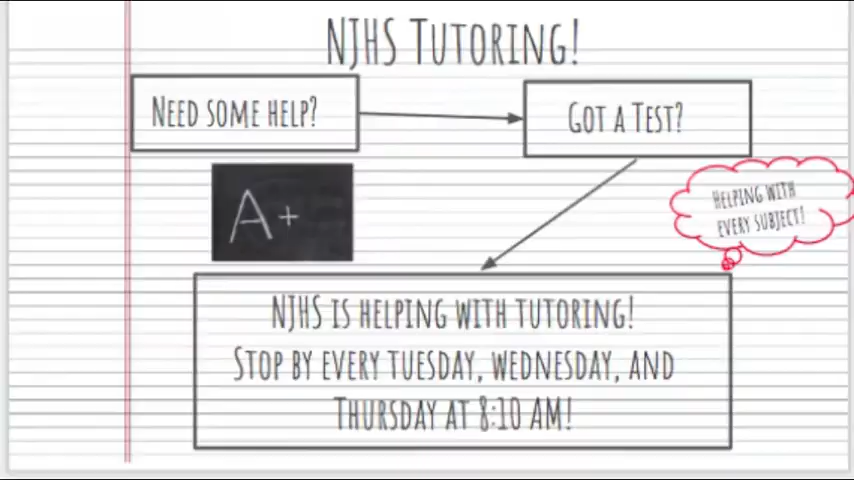 NJHS Tutoring!
Need some help?
Got a Test?
A+
Helping with
every subject!
NJHS is helping with tutoring!
Stop by every tuesday, wednesday, and
Thursday at 8:10 AM!